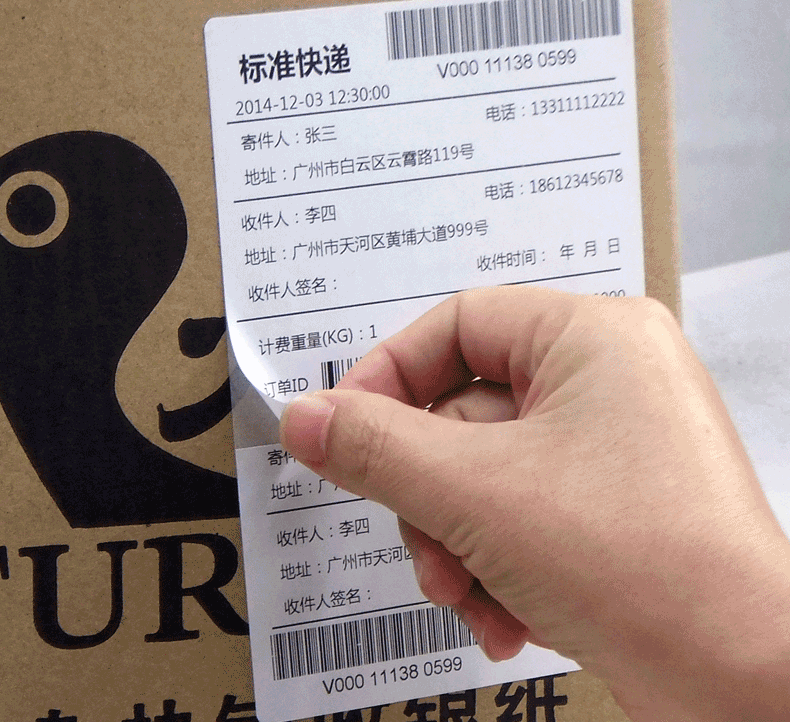 标准快递
V000 11138 0599
2014-12-03 12:30:00
电话：13311112222
寄件人：张三
地址：广州市白云区云霄路119号
电话：18612345678
收件人：李四
地址：广州市天河区黄埔大道999号
收件时间： 年 月 日
收件人签名：
计费重量(KG)：1
订单ID
寄件
地址：广
收件人：李四
地址：广州市天河区
收件人签名：
V000 11138 0599
TUR
银纸